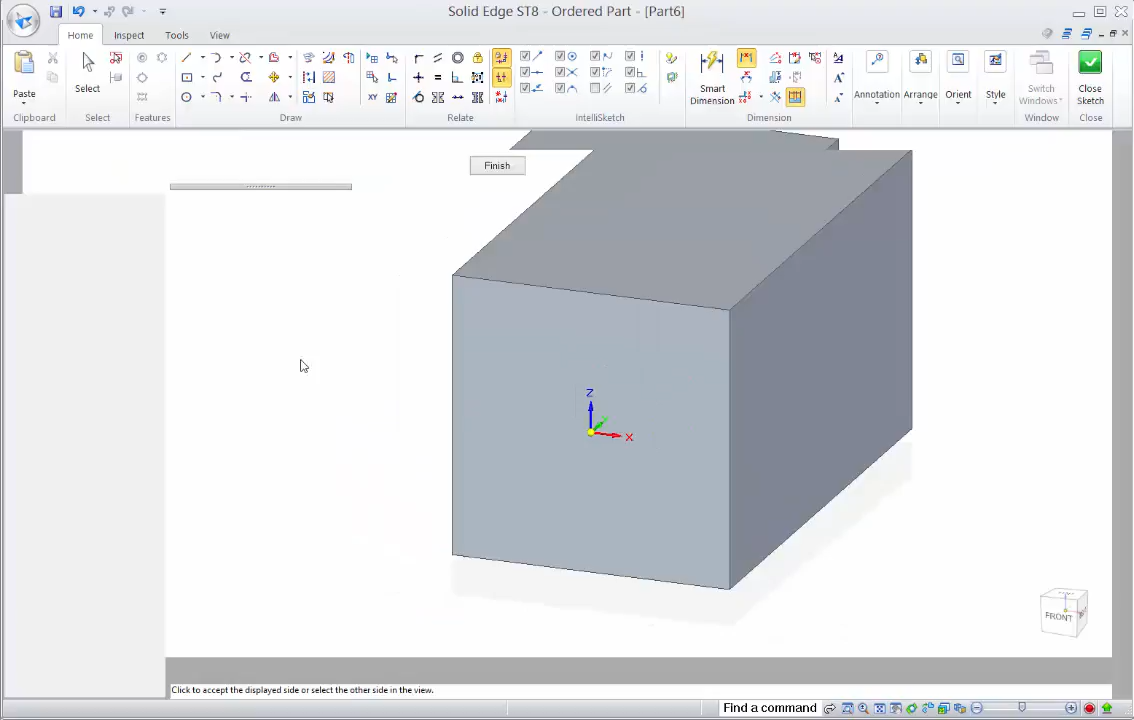 Solid Edge ST8 - Ordered Part - [Part6]
Home Inspect Tools View
Paste
Select
Smart Dimension
Annotation
Arrange
Orient
Style
Switch Windows
Close Sketch
Clipboard Select Features Draw Relate IntelliSketch Dimension Window Close
Finish
Z
X
FRONT
Click to accept the displayed side or select the other side in the view.
Find a command